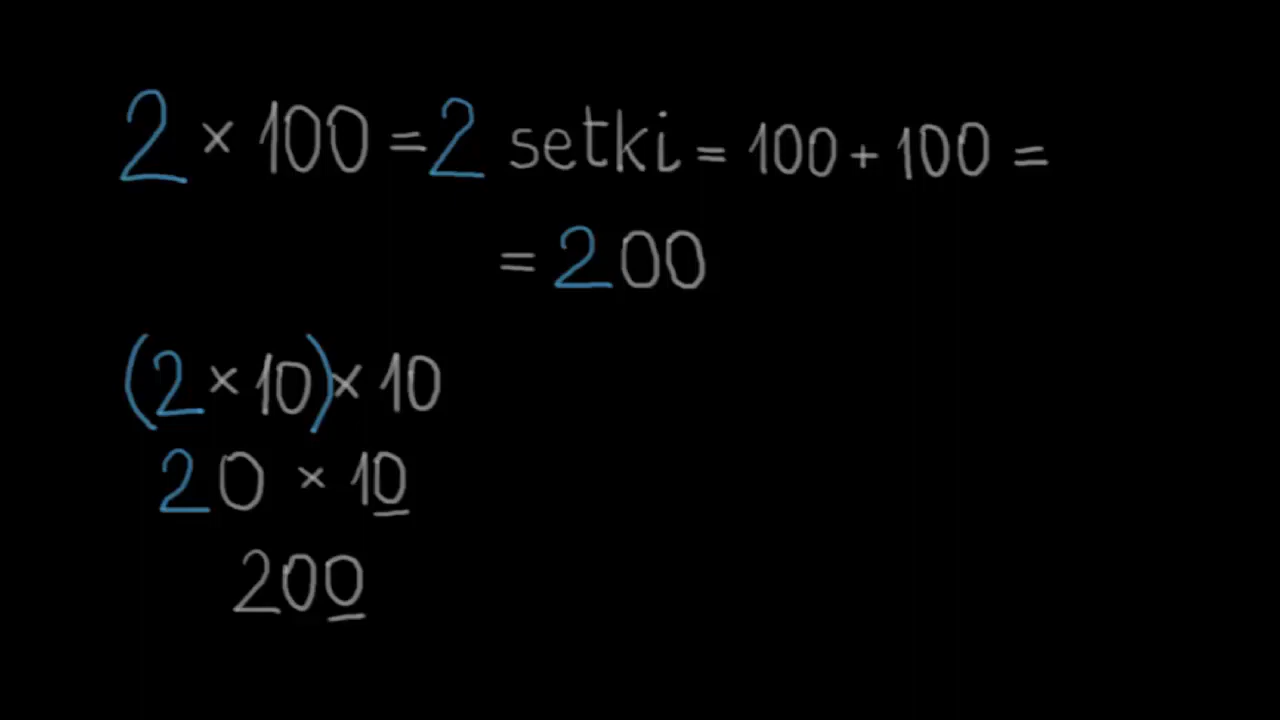 2 × 100 = 2 setki = 100 + 100 =
= 200
(2 × 10) × 10
20 × 10
200